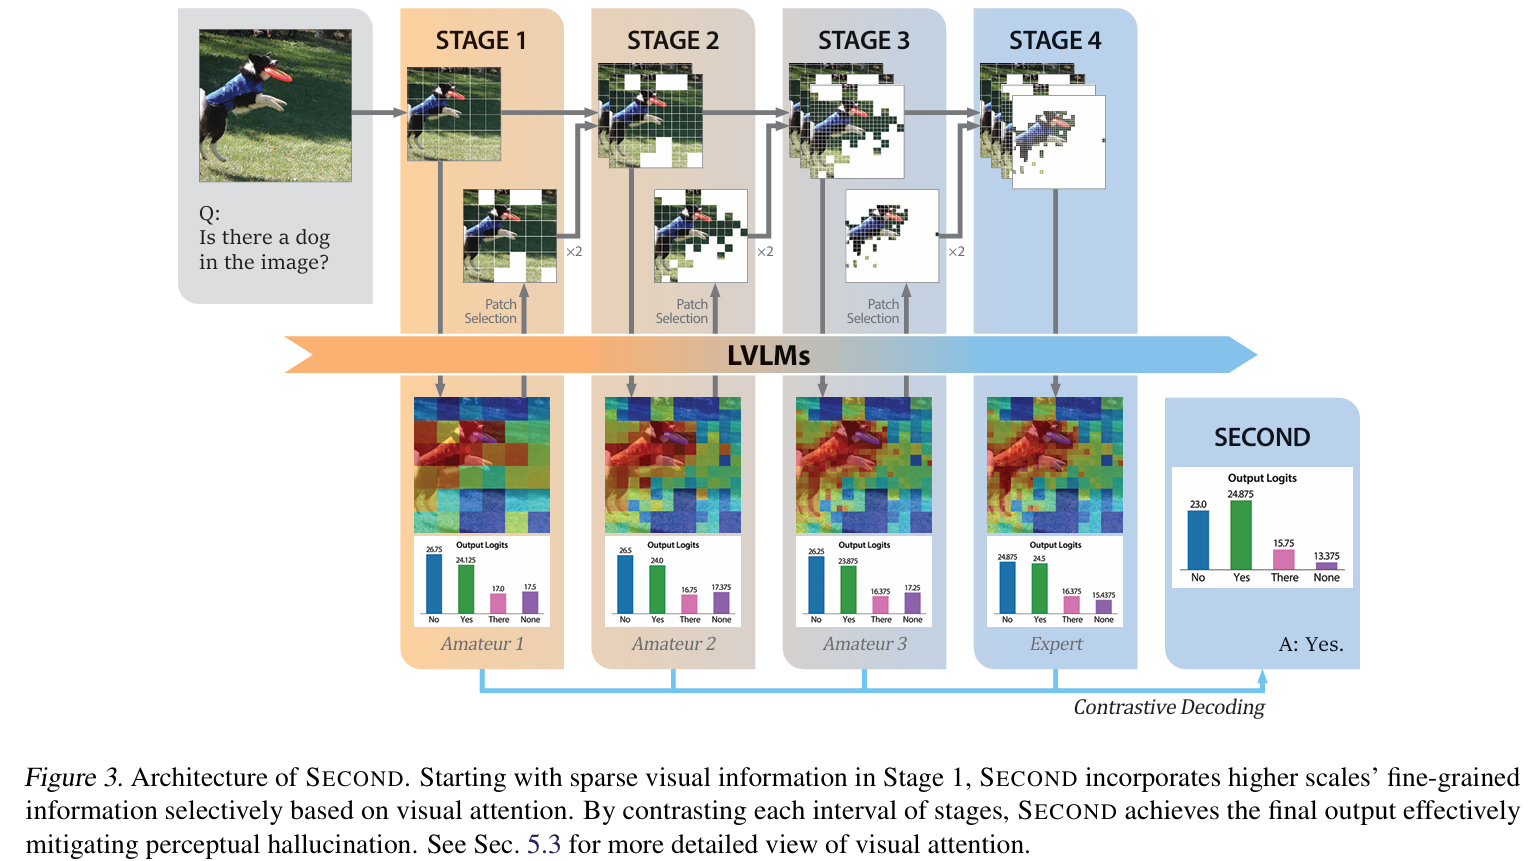 STAGE 1
STAGE 2
STAGE 3
STAGE 4
Q:
Is there a dog
in the image?
×2
×2
×2
Patch
Selection
Patch
Selection
Patch
Selection
LVLMs
Output Logits
26.75
24.125
17.0
17.5
No Yes There None
Amateur 1
Output Logits
26.5
24.0
16.75
17.375
No Yes There None
Amateur 2
Output Logits
26.25
23.875
16.375
17.25
No Yes There None
Amateur 3
Output Logits
24.875
24.5
16.375
15.4375
No Yes There None
Expert
SECOND
Output Logits
23.0
24.875
15.75
13.375
No Yes There None
A: Yes.
Contrastive Decoding
Figure 3. Architecture of SECOND. Starting with sparse visual information in Stage 1, SECOND incorporates higher scales’ fine-grained
information selectively based on visual attention. By contrasting each interval of stages, SECOND achieves the final output effectively
mitigating perceptual hallucination. See Sec. 5.3 for more detailed view of visual attention.